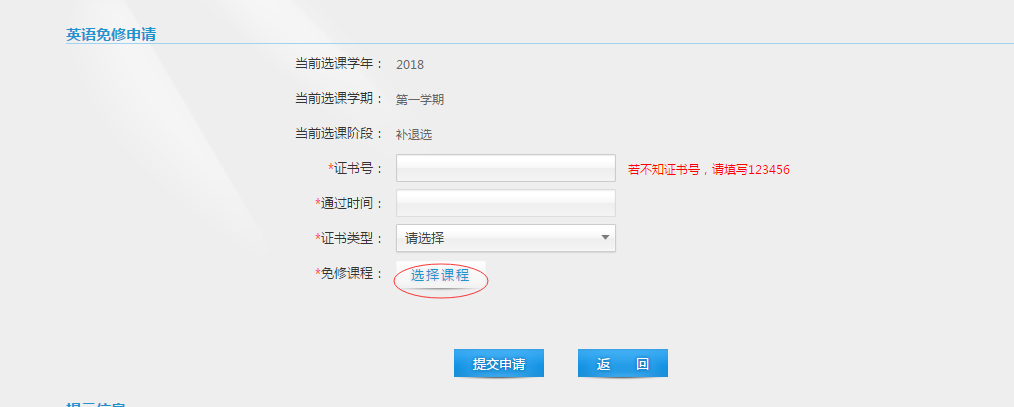 英语免修申请
当前选课学年： 2018
当前选课学期： 第一学期
当前选课阶段： 补退选
*证书号： 若不知证书号，请填写123456
*通过时间：
*证书类型： 请选择
*免修课程： 选择课程
提交申请 返 回